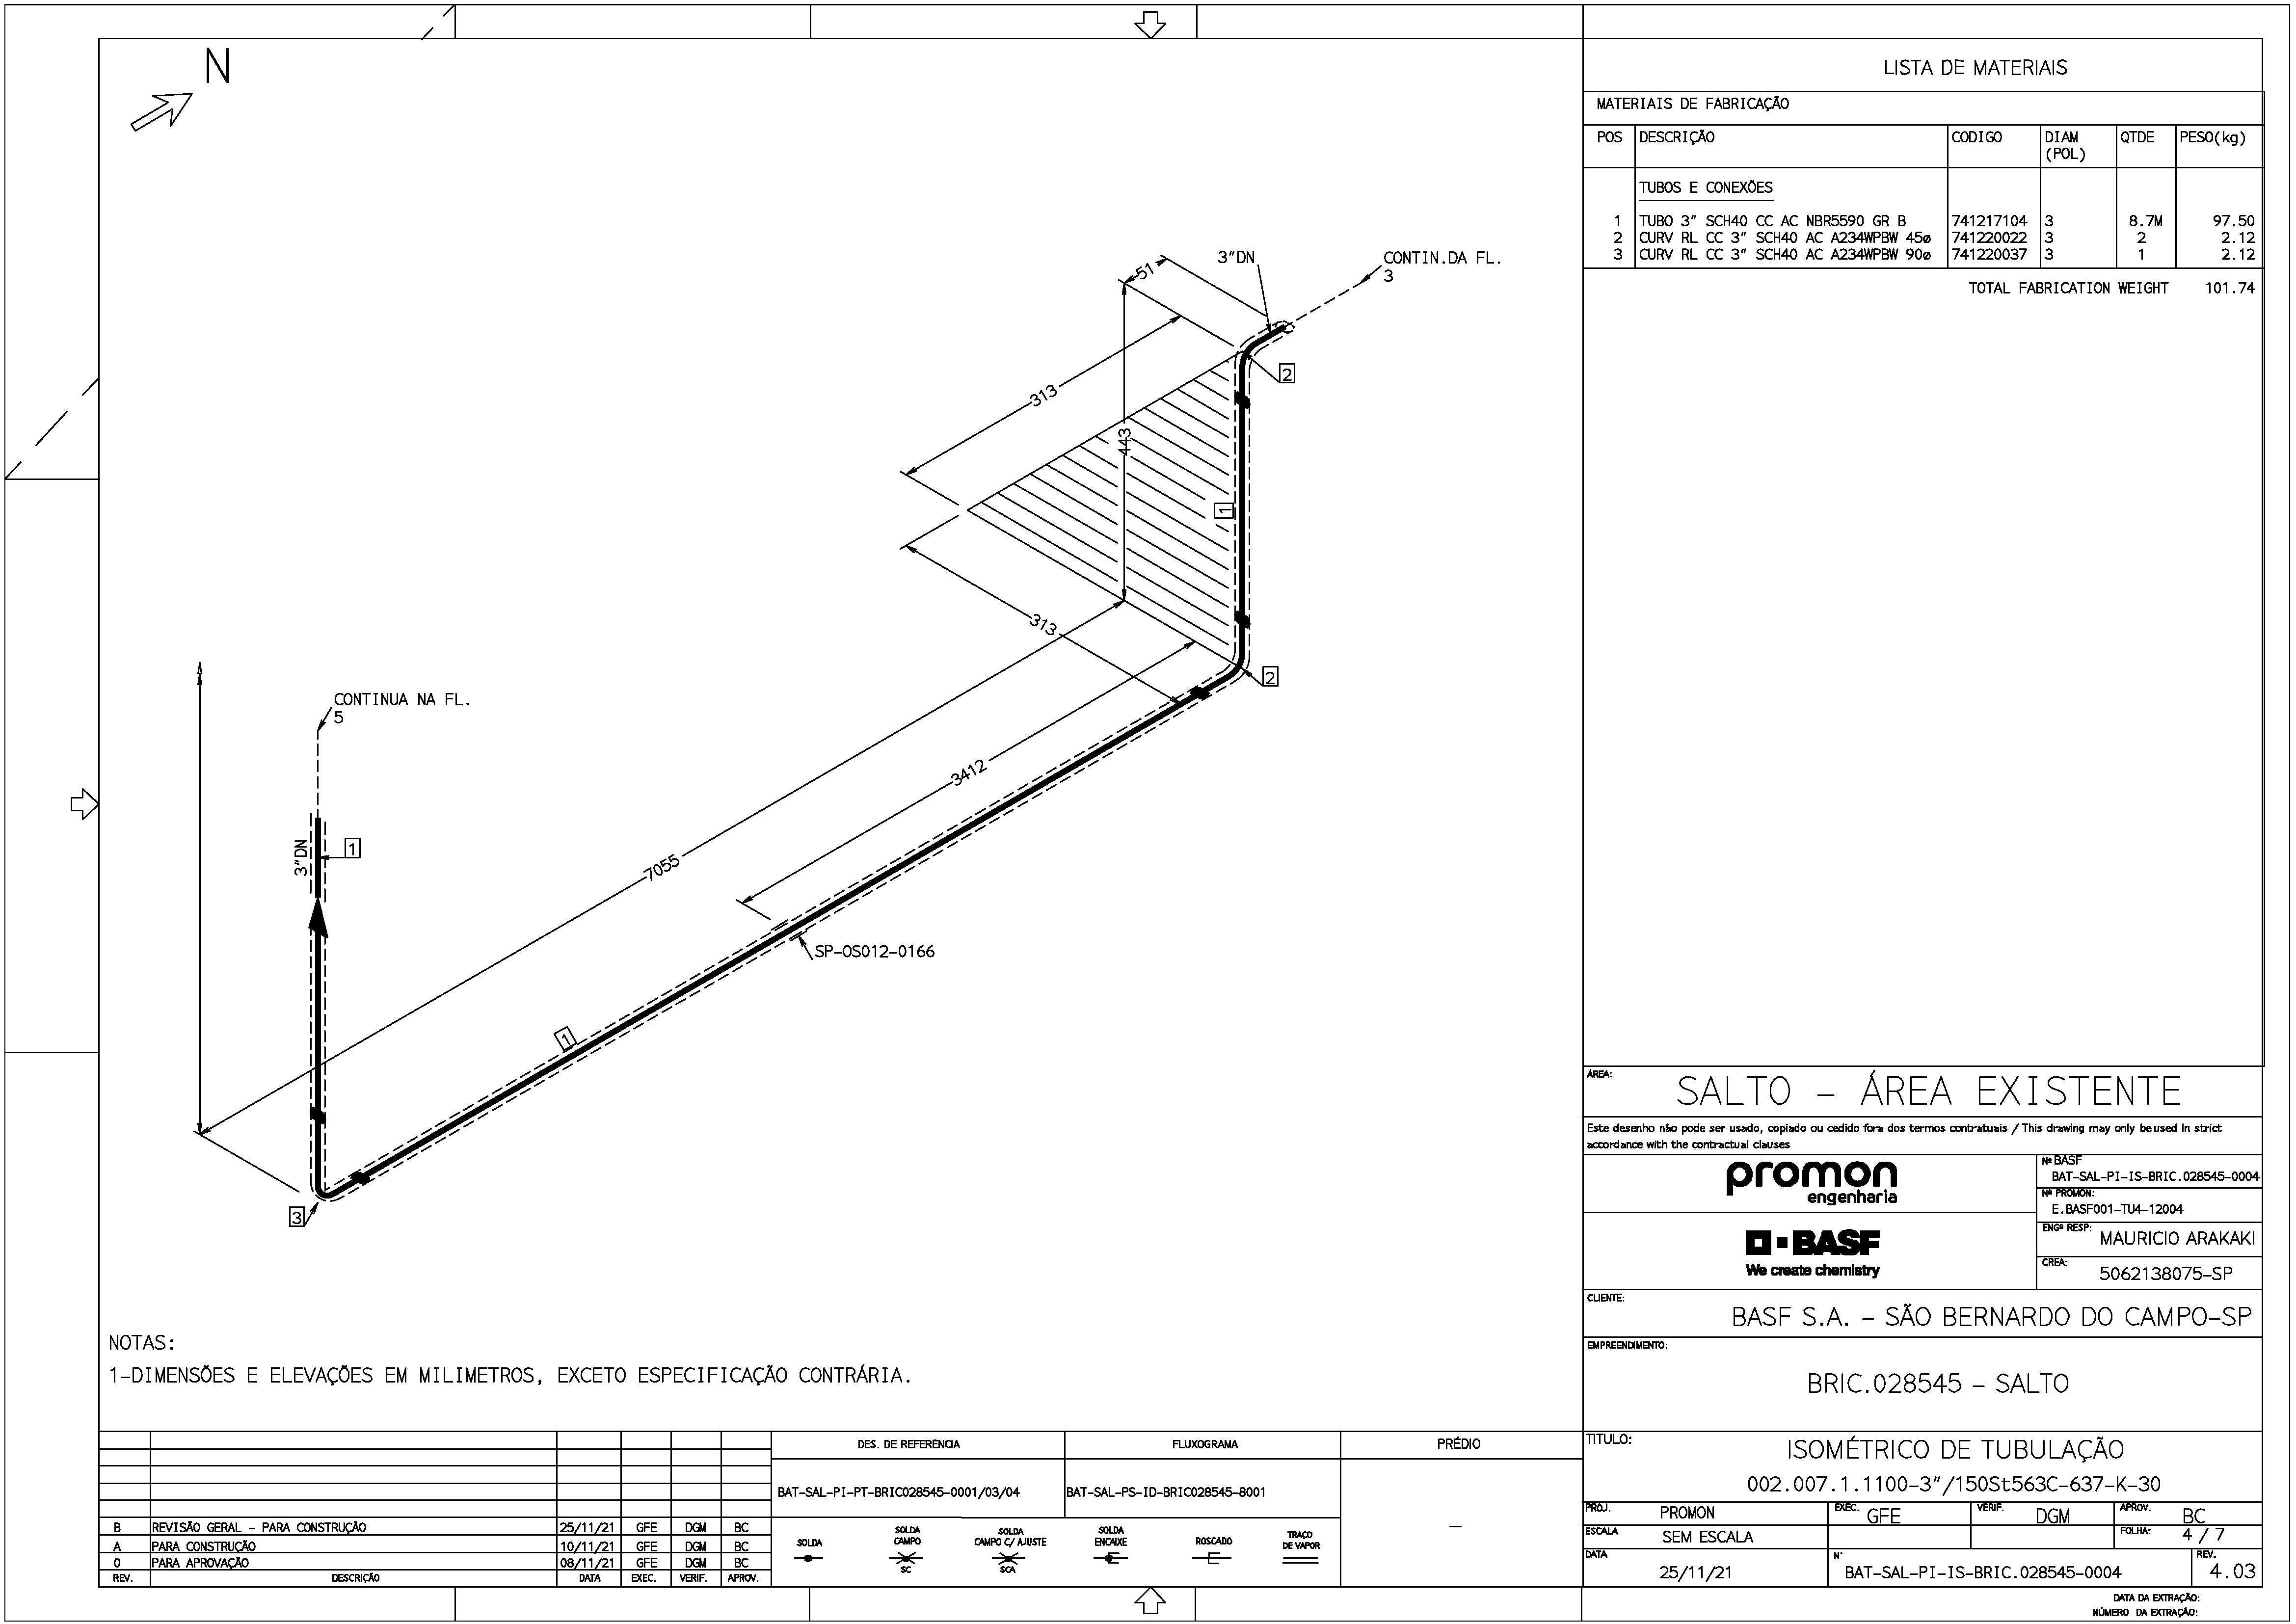 N
CONTIN.DA FL.
3
3"DN
51
2
313
443
1
313
2
CONTINUA NA FL.
5
3412
3"DN
1
7055
SP-OS012-0166
1
3
NOTAS:
1-DIMENSÕES E ELEVAÇÕES EM MILIMETROS, EXCETO ESPECIFICAÇÃO CONTRÁRIA.
LISTA DE MATERIAIS
MATERIAIS DE FABRICAÇÃO
POS DESCRIÇÃO CODIGO DIAM (POL) QTDE PESO(kg)
TUBOS E CONEXÕES
1 TUBO 3" SCH40 CC AC NBR5590 GR B 741217104 3 8.7M 97.50
2 CURV RL CC 3" SCH40 AC A234WPBW 45ø 741220022 3 2 2.12
3 CURV RL CC 3" SCH40 AC A234WPBW 90ø 741220037 3 1 2.12
TOTAL FABRICATION WEIGHT 101.74
ÁREA:
SALTO - ÁREA EXISTENTE
Este desenho não pode ser usado, copiado ou cedido fora dos termos contratuais / This drawing may only be used in strict
accordance with the contractual clauses
promon
engenharia
Nº BASF
BAT-SAL-PI-IS-BRIC.028545-0004
Nº PROMON:
E.BASF001-TU4-12004
BASF
We create chemistry
ENGº RESP:
MAURICIO ARAKAKI
CREA:
5062138075-SP
CLIENTE:
BASF S.A. - SÃO BERNARDO DO CAMPO-SP
EMPREENDIMENTO:
BRIC.028545 - SALTO
TITULO:
ISOMÉTRICO DE TUBULAÇÃO
002.007.1.1100-3"/150St563C-637-K-30
PROJ. PROMON EXEC. GFE VERIF. DGM APROV. BC
ESCALA SEM ESCALA FOLHA: 4 / 7
DATA 25/11/21 N° BAT-SAL-PI-IS-BRIC.028545-0004 REV. 4.03
DATA DA EXTRAÇÃO:
NÚMERO DA EXTRAÇÃO:
B REVISÃO GERAL - PARA CONSTRUÇÃO 25/11/21 GFE DGM BC
A PARA CONSTRUÇÃO 10/11/21 GFE DGM BC
0 PARA APROVAÇÃO 08/11/21 GFE DGM BC
REV. DESCRIÇÃO DATA EXEC. VERIF. APROV.
DES. DE REFERÊNCIA FLUXOGRAMA PRÉDIO
BAT-SAL-PI-PT-BRIC028545-0001/03/04 BAT-SAL-PS-ID-BRIC028545-8001
-
SOLDA
SOLDA CAMPO
SC
SOLDA CAMPO C/ AJUSTE
SCA
SOLDA ENCAIXE
ROSCADO
TRAÇO DE VAPOR